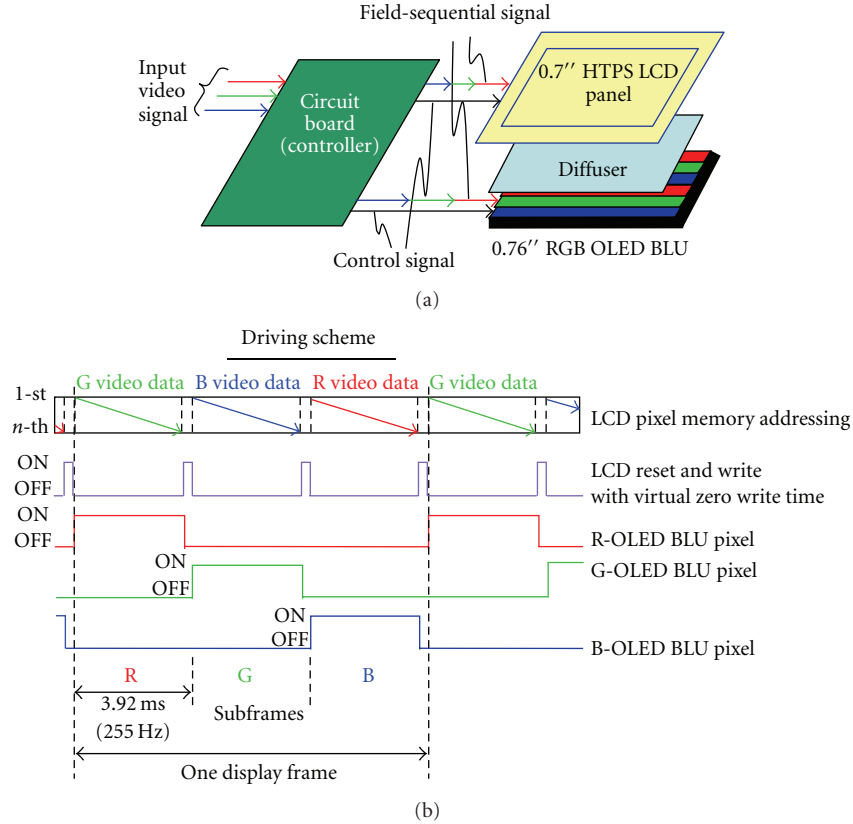 Field-sequential signal
Input
video
signal
Circuit
board
(controller)
0.7′′ HTPS LCD
panel
Diffuser
0.76′′ RGB OLED BLU
Control signal
(a)
Driving scheme
G video data
B video data
R video data
G video data
1-st
n-th
LCD pixel memory addressing
ON
OFF
LCD reset and write
with virtual zero write time
ON
OFF
R-OLED BLU pixel
ON
OFF
G-OLED BLU pixel
ON
OFF
B-OLED BLU pixel
R
G
B
3.92 ms
(255 Hz)
Subframes
One display frame
(b)